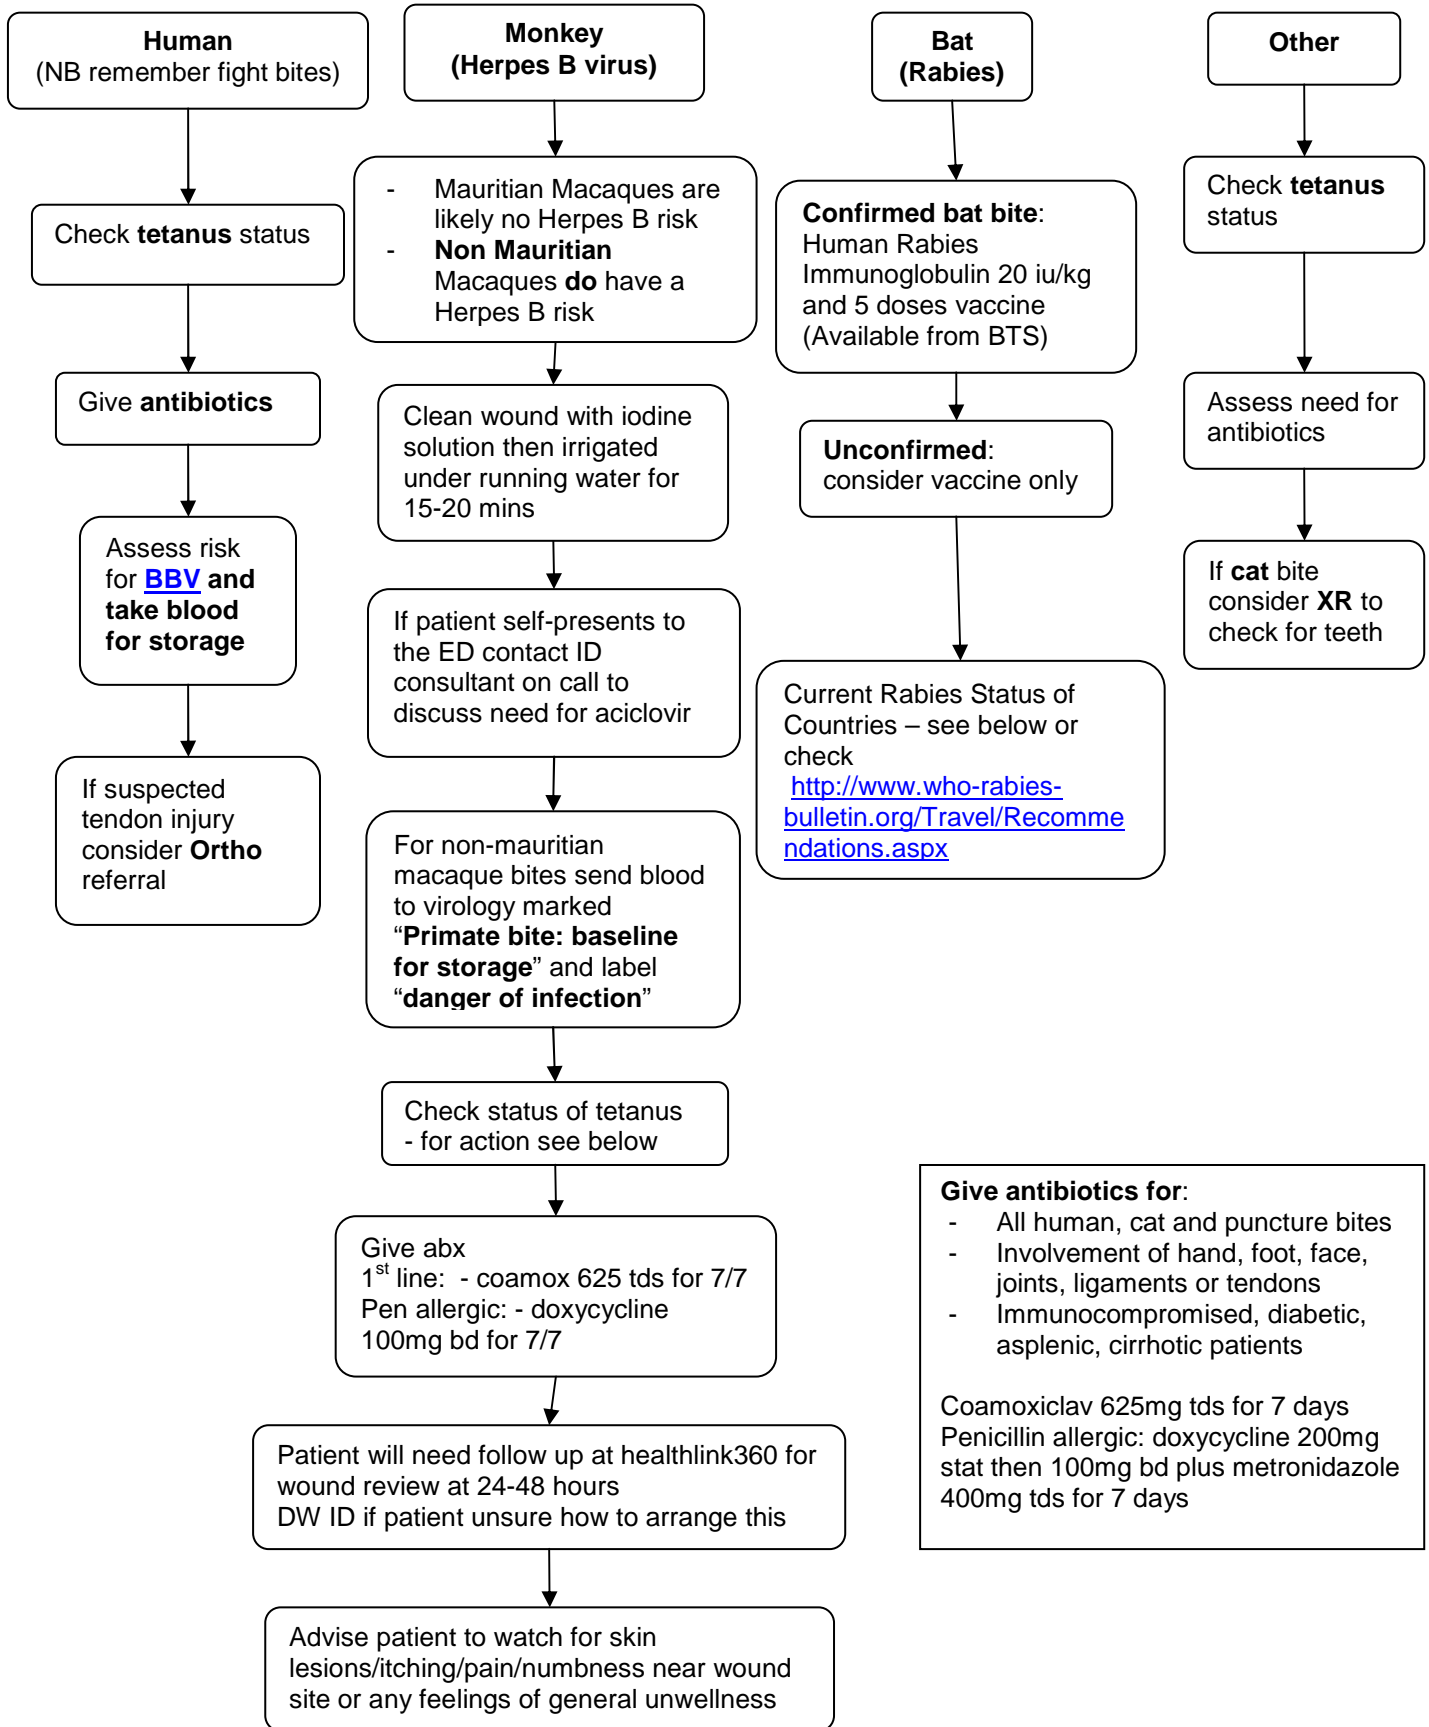 Human
(NB remember fight bites)
Check tetanus status
Give antibiotics
Assess risk
for BBV and
take blood
for storage
If suspected
tendon injury
consider Ortho
referral
Monkey
(Herpes B virus)
- Mauritian Macaques are
likely no Herpes B risk
- Non Mauritian
Macaques do have a
Herpes B risk
Clean wound with iodine
solution then irrigated
under running water for
15-20 mins
If patient self-presents to
the ED contact ID
consultant on call to
discuss need for aciclovir
For non-mauritian
macaque bites send blood
to virology marked
“Primate bite: baseline
for storage” and label
“danger of infection”
Check status of tetanus
- for action see below
Give abx
1st line: - coamox 625 tds for 7/7
Pen allergic: - doxycycline
100mg bd for 7/7
Patient will need follow up at healthlink360 for
wound review at 24-48 hours
DW ID if patient unsure how to arrange this
Advise patient to watch for skin
lesions/itching/pain/numbness near wound
site or any feelings of general unwellness
Bat
(Rabies)
Confirmed bat bite:
Human Rabies
Immunoglobulin 20 iu/kg
and 5 doses vaccine
(Available from BTS)
Unconfirmed:
consider vaccine only
Current Rabies Status of
Countries – see below or
check
http://www.who-rabies-
bulletin.org/Travel/Recomme
ndations.aspx
Other
Check tetanus
status
Assess need for
antibiotics
If cat bite
consider XR to
check for teeth
Give antibiotics for:
- All human, cat and puncture bites
- Involvement of hand, foot, face,
joints, ligaments or tendons
- Immunocompromised, diabetic,
asplenic, cirrhotic patients
Coamoxiclav 625mg tds for 7 days
Penicillin allergic: doxycycline 200mg
stat then 100mg bd plus metronidazole
400mg tds for 7 days